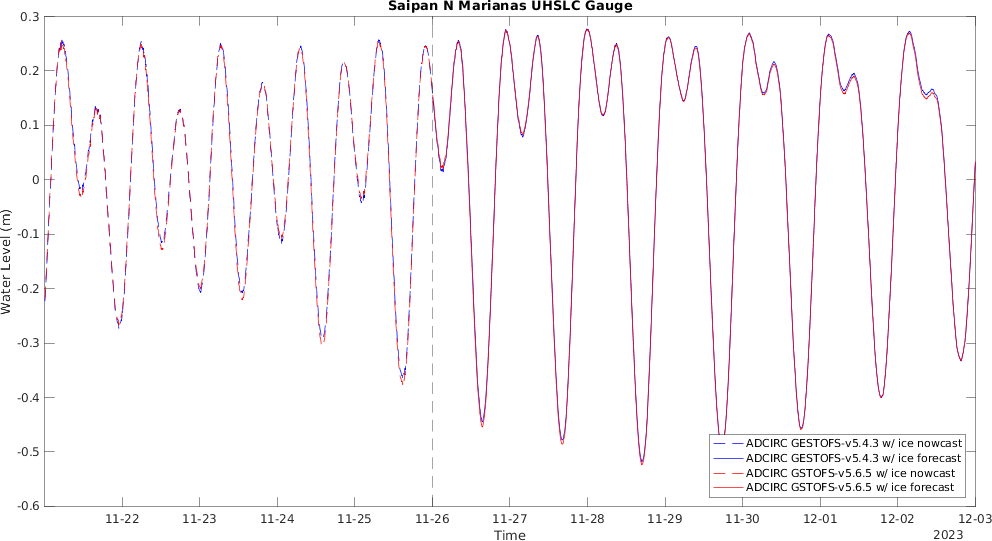 Saipan N Marianas UHSLC Gauge
Water Level (m)
0.3
0.2
0.1
0
-0.1
-0.2
-0.3
-0.4
-0.5
-0.6
ADCIRC GESTOFS-v5.4.3 w/ ice nowcast
ADCIRC GESTOFS-v5.4.3 w/ ice forecast
ADCIRC GSTOFS-v5.6.5 w/ ice nowcast
ADCIRC GSTOFS-v5.6.5 w/ ice forecast
11-22 11-23 11-24 11-25 11-26 11-27 11-28 11-29 11-30 12-01 12-02 12-03
Time
2023